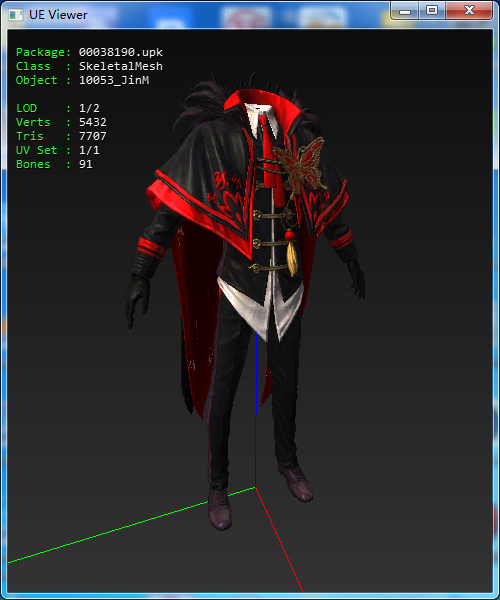 UE Viewer
Package: 00038190.upk
Class : SkeletalMesh
Object : 10053_JinM
LOD : 1/2
Verts : 5432
Tris : 7707
UV Set : 1/1
Bones : 91